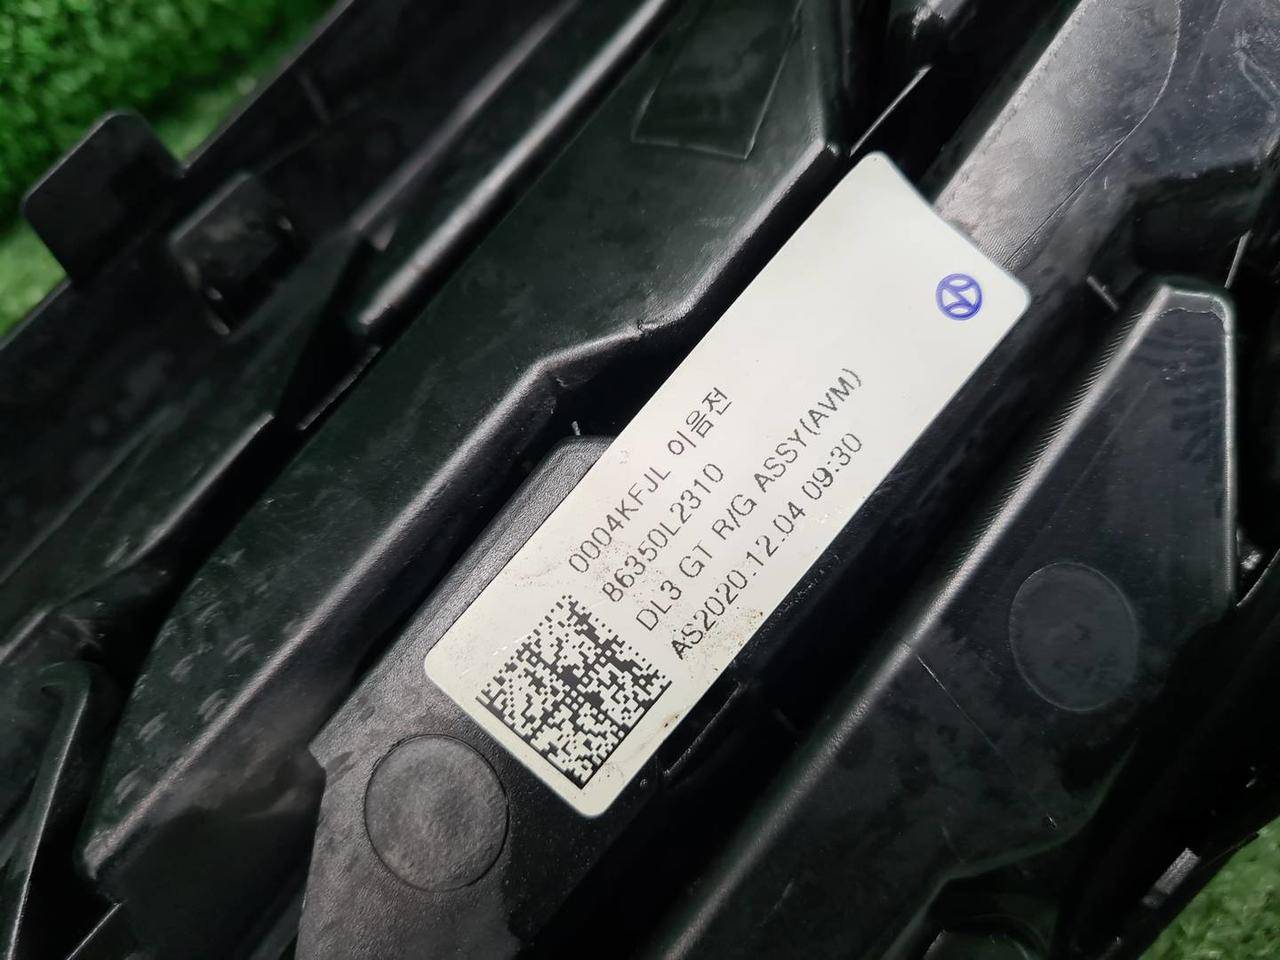 0004KFJL 이음전
86350L2310
DL3 GT R/G ASSY(AVM)
AS2020.12.04 09:30